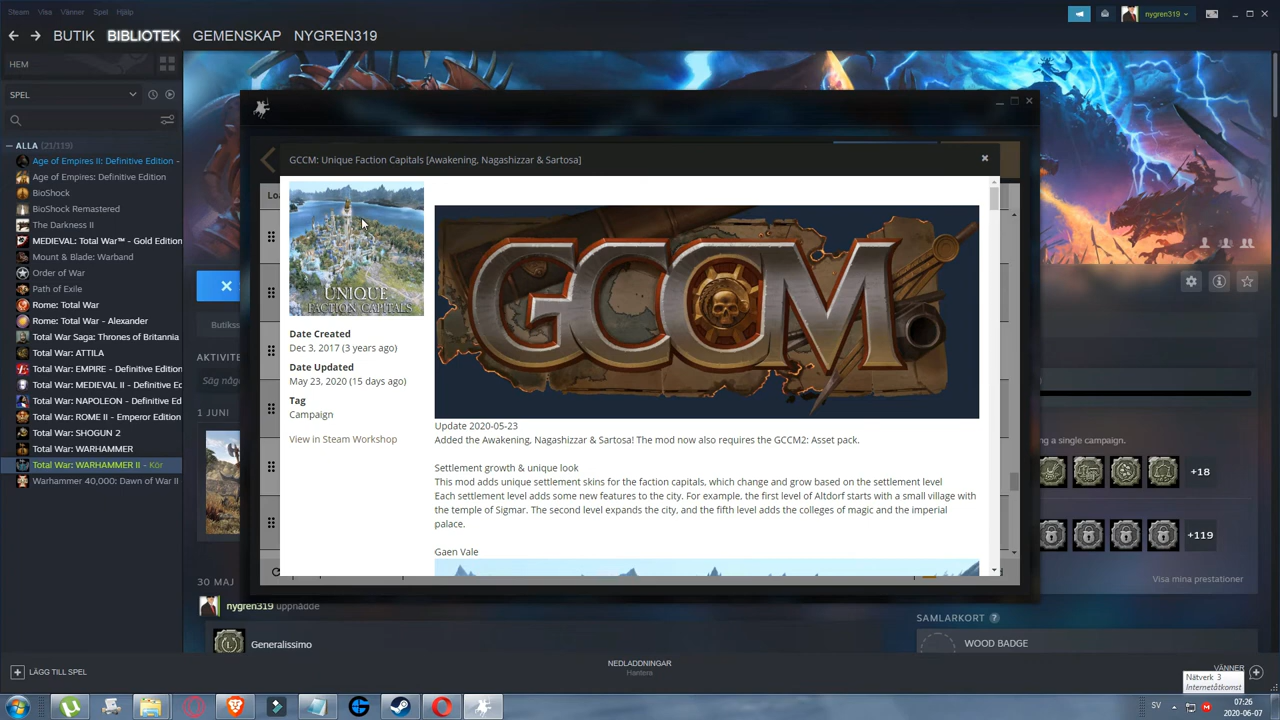 Steam Visa Vänner Spel Hjälp
nygren319
BUTIK BIBLIOTEK GEMENSKAP NYGREN319
HEM
SPEL
ALLA (21/119)
Age of Empires II: Definitive Edition -
Age of Empires: Definitive Edition
BioShock
BioShock Remastered
The Darkness II
MEDIEVAL: Total War™ - Gold Edition
Mount & Blade: Warband
Order of War
Path of Exile
Rome: Total War
Rome: Total War - Alexander
Total War Saga: Thrones of Britannia
Total War: ATTILA
Total War: EMPIRE - Definitive Edition
Total War: MEDIEVAL II - Definitive Ed
Total War: NAPOLEON - Definitive Ed
Total War: ROME II - Emperor Edition
Total War: SHOGUN 2
Total War: WARHAMMER
Total War: WARHAMMER II - Kör
Warhammer 40,000: Dawn of War II
Butikss
AKTIVITE
Säg någo
1 JUNI
30 MAJ
nygren319 uppnådde
Generalissimo
Loa
GCCM: Unique Faction Capitals [Awakening, Nagashizzar & Sartosa]
UNIQUE
FACTION CAPITALS
Date Created
Dec 3, 2017 (3 years ago)
Date Updated
May 23, 2020 (15 days ago)
Tag
Campaign
View in Steam Workshop
GCCM
Update 2020-05-23
Added the Awakening, Nagashizzar & Sartosa! The mod now also requires the GCCM2: Asset pack.
Settlement growth & unique look
This mod adds unique settlement skins for the faction capitals, which change and grow based on the settlement level
Each settlement level adds some new features to the city. For example, the first level of Altdorf starts with a small village with
the temple of Sigmar. The second level expands the city, and the fifth level adds the colleges of magic and the imperial
palace.
Gaen Vale
ng a single campaign.
+18
+119
Visa mina prestationer
SAMLARKORT ?
WOOD BADGE
LÄGG TILL SPEL
NEDLADDNINGAR
Hantera
VÄNNER
Nätverk 3
Internetåtkomst
SV
07:26
2020-06-07